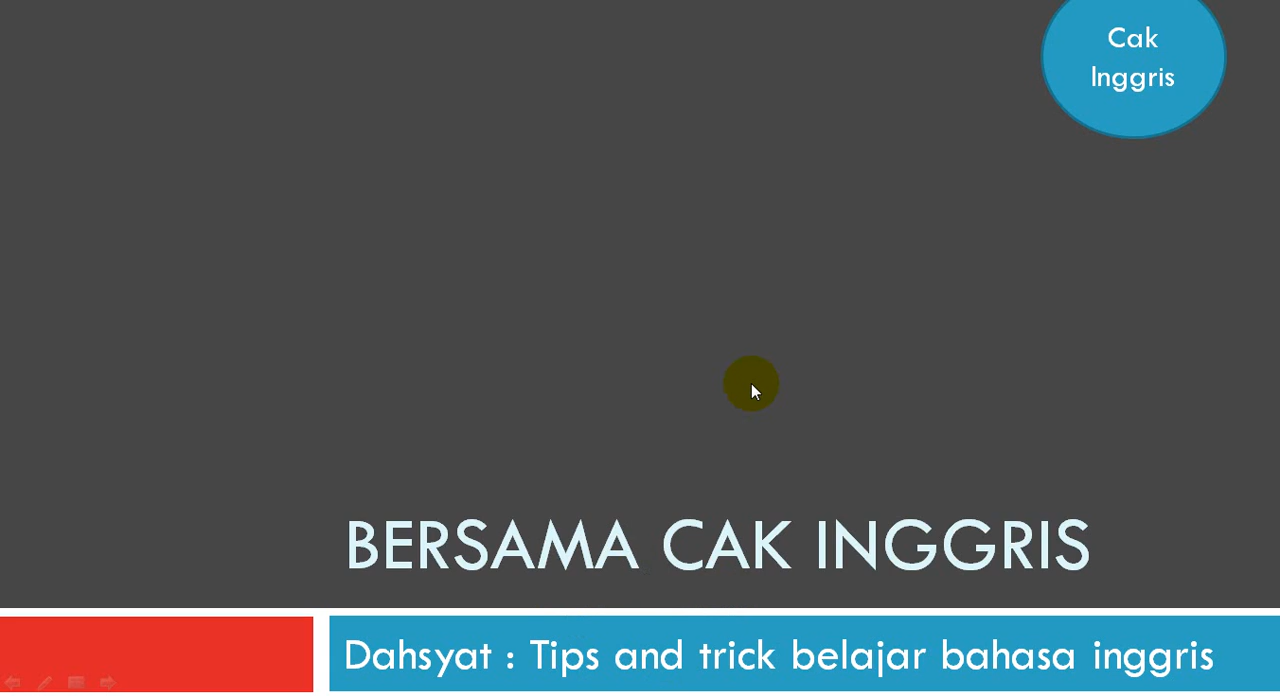 Cak
Inggris
BERSAMA CAK INGGRIS
Dahsyat : Tips and trick belajar bahasa inggris